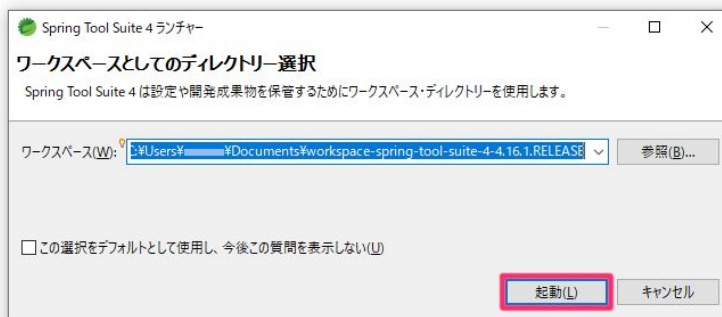 Spring Tool Suite 4 ランチャー
ワークスペースとしてのディレクトリー選択
Spring Tool Suite 4 は設定や開発成果物を保管するためにワークスペース・ディレクトリーを使用します。
ワークスペース(W): C:¥Users¥ ¥Documents¥workspace-spring-tool-suite-4-4.16.1.RELEASE 参照(B)...
この選択をデフォルトとして使用し、今後この質問を表示しない(U)
起動(L) キャンセル